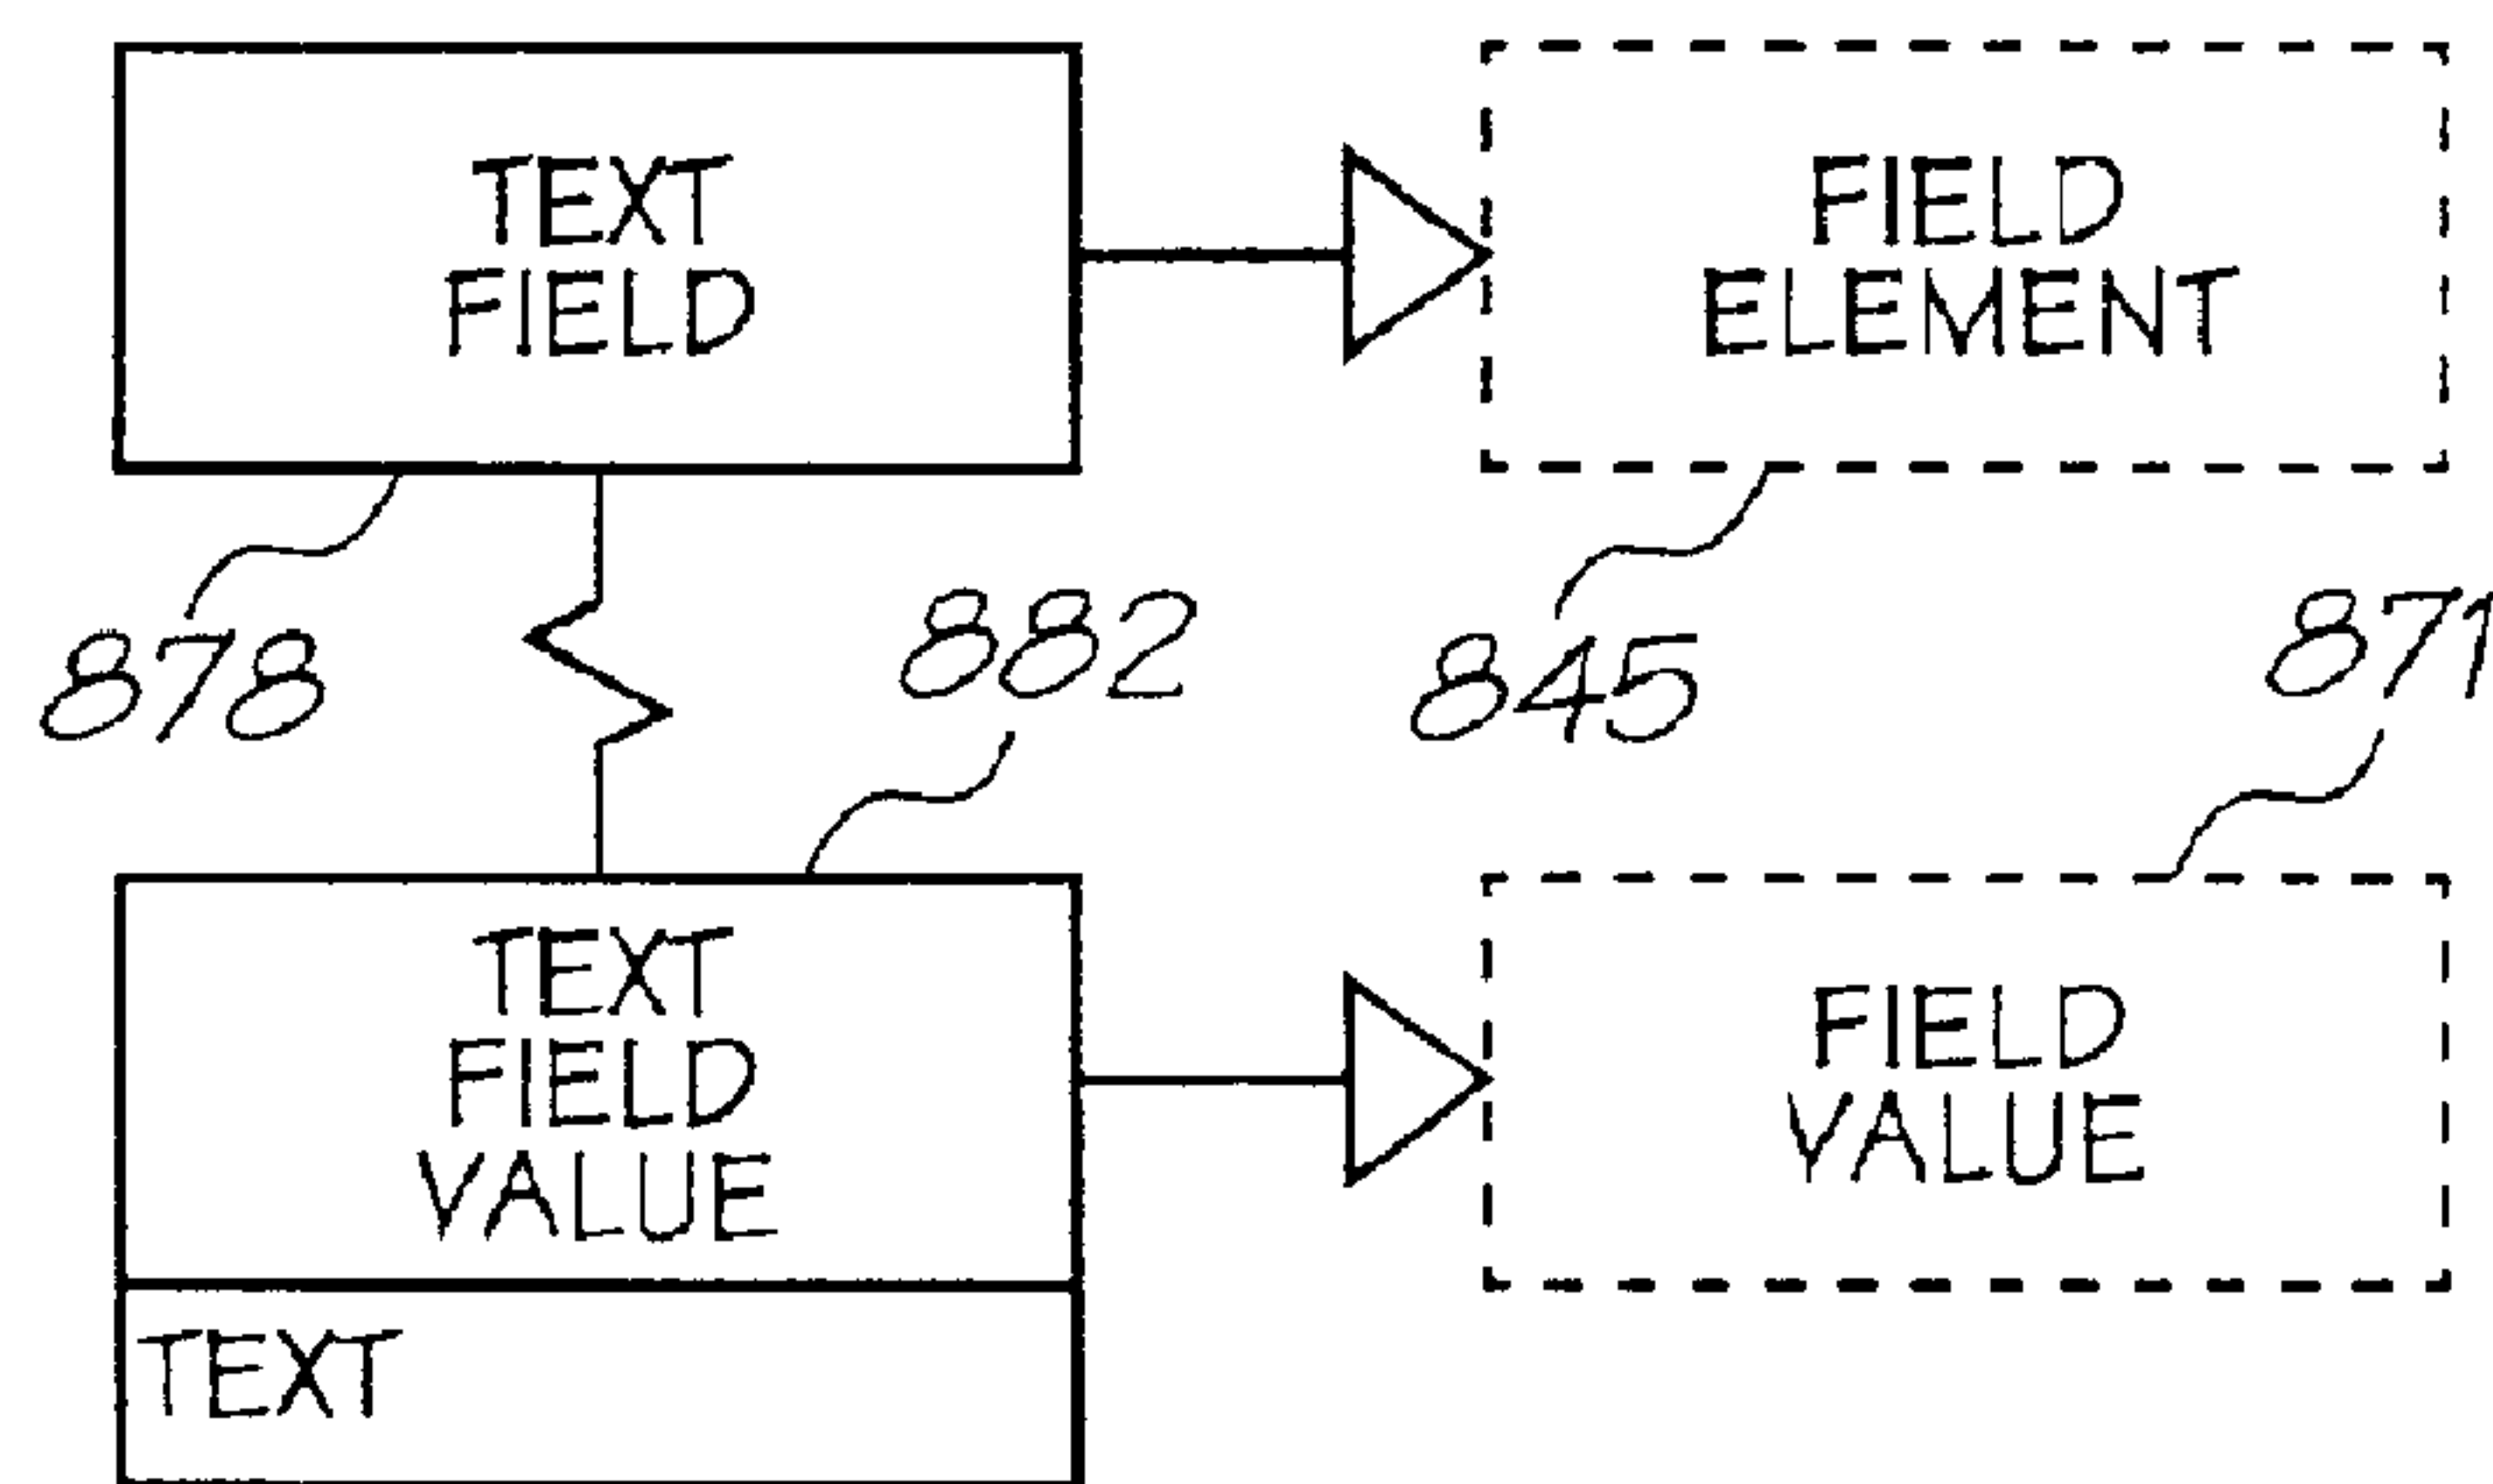 TEXT
FIELD
FIELD
ELEMENT
878
882
845
871
TEXT
FIELD
VALUE
FIELD
VALUE
TEXT